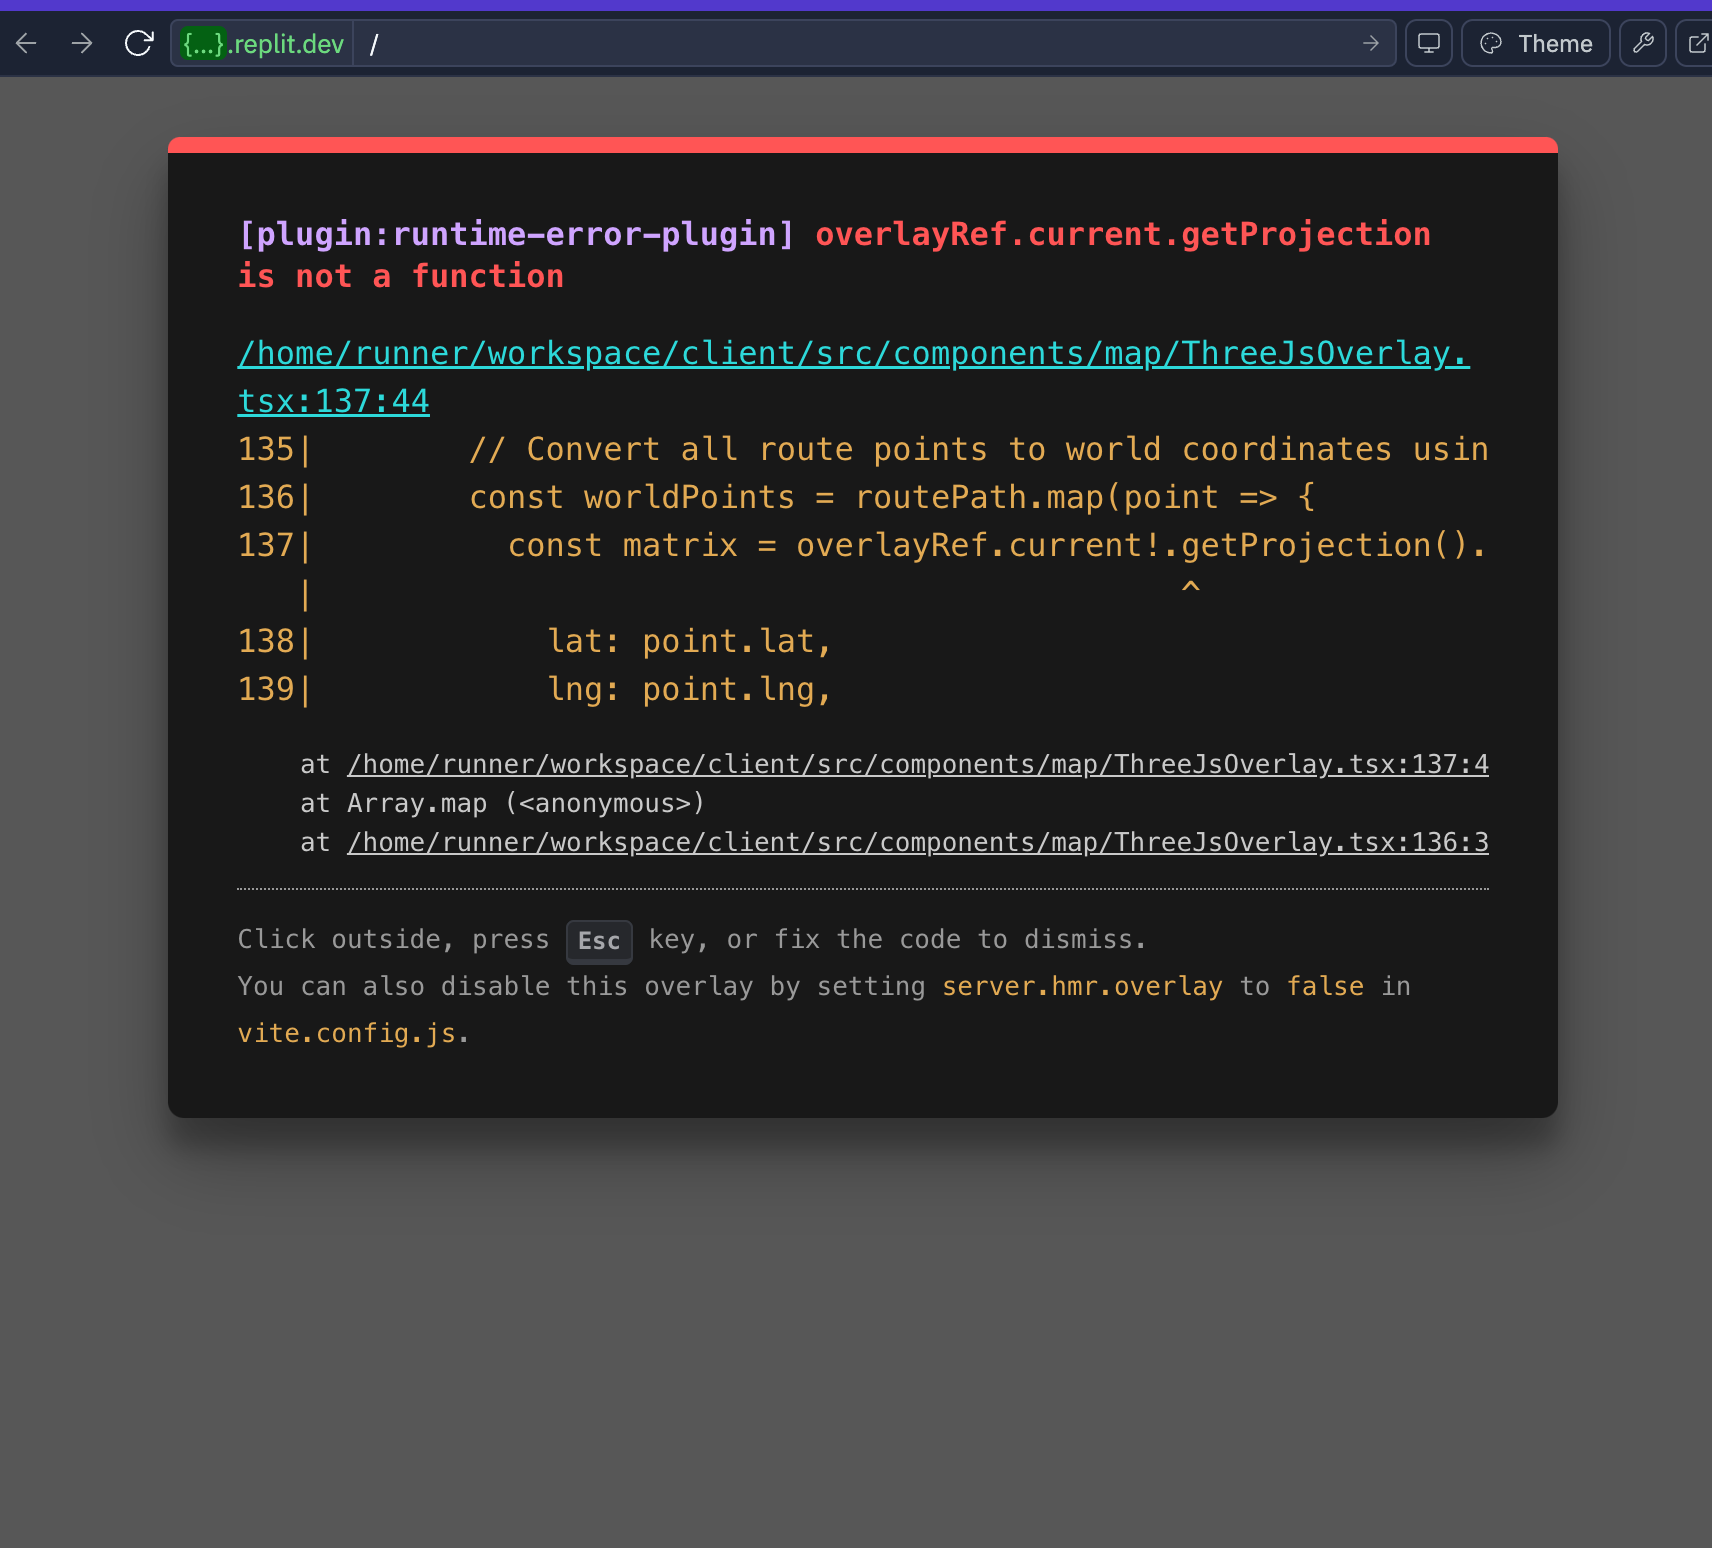 {...}.replit.dev / Theme
[plugin:runtime-error-plugin] overlayRef.current.getProjection
is not a function
/home/runner/workspace/client/src/components/map/ThreeJsOverlay.
tsx:137:44
135|        // Convert all route points to world coordinates usin
136|        const worldPoints = routePath.map(point => {
137|          const matrix = overlayRef.current!.getProjection().
   |                                             ^
138|            lat: point.lat,
139|            lng: point.lng,
at /home/runner/workspace/client/src/components/map/ThreeJsOverlay.tsx:137:4
at Array.map (<anonymous>)
at /home/runner/workspace/client/src/components/map/ThreeJsOverlay.tsx:136:3
Click outside, press Esc key, or fix the code to dismiss.
You can also disable this overlay by setting server.hmr.overlay to false in
vite.config.js.